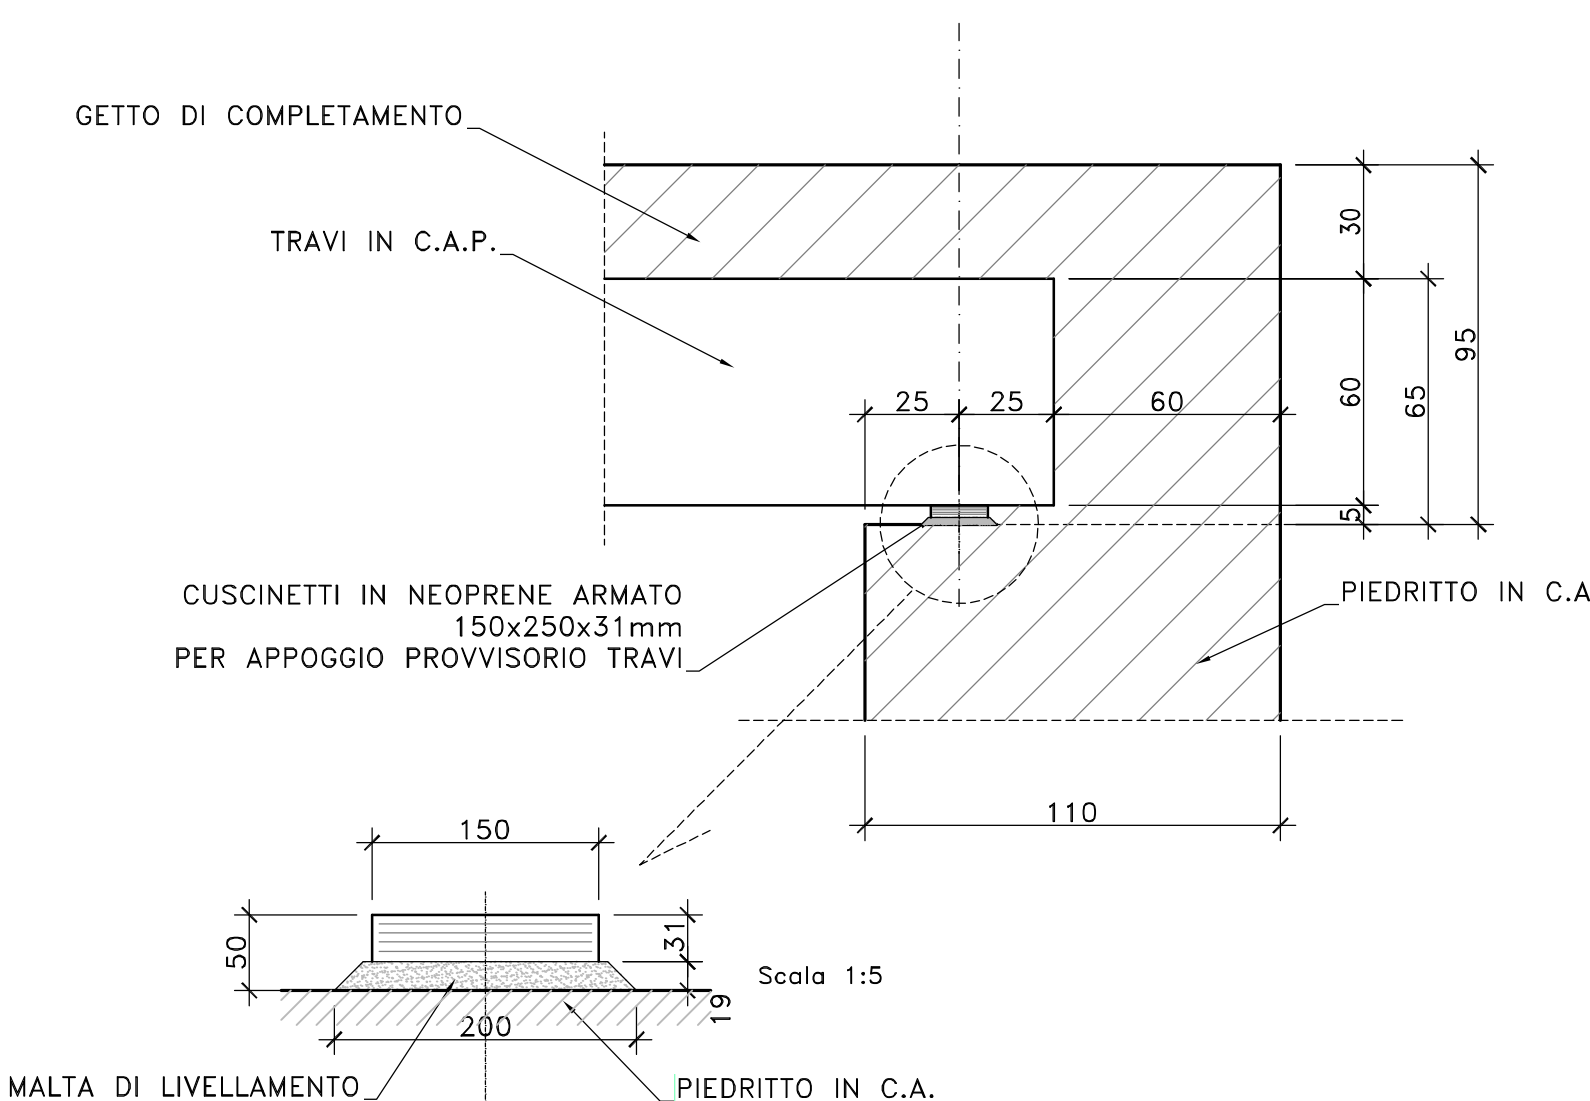 GETTO DI COMPLETAMENTO
TRAVI IN C.A.P.
30
95
60
65
25
25
60
5
CUSCINETTI IN NEOPRENE ARMATO
150x250x31mm
PER APPOGGIO PROVVISORIO TRAVI
PIEDRITTO IN C.A
110
150
50
31
Scala 1:5
19
200
MALTA DI LIVELLAMENTO
PIEDRITTO IN C.A.